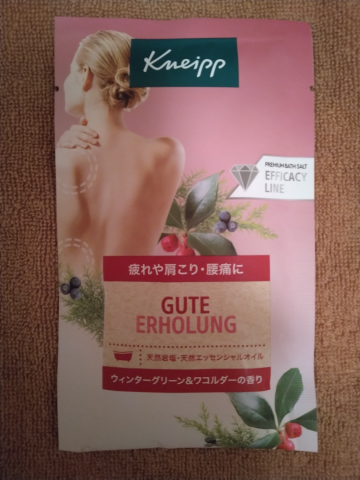 Kneipp
PREMIUM BATH SALT
EFFICACY
LINE
疲れや肩こり・腰痛に
GUTE
ERHOLUNG
天然岩塩・天然エッセンシャルオイル
ウィンターグリーン&ワコルダーの香り